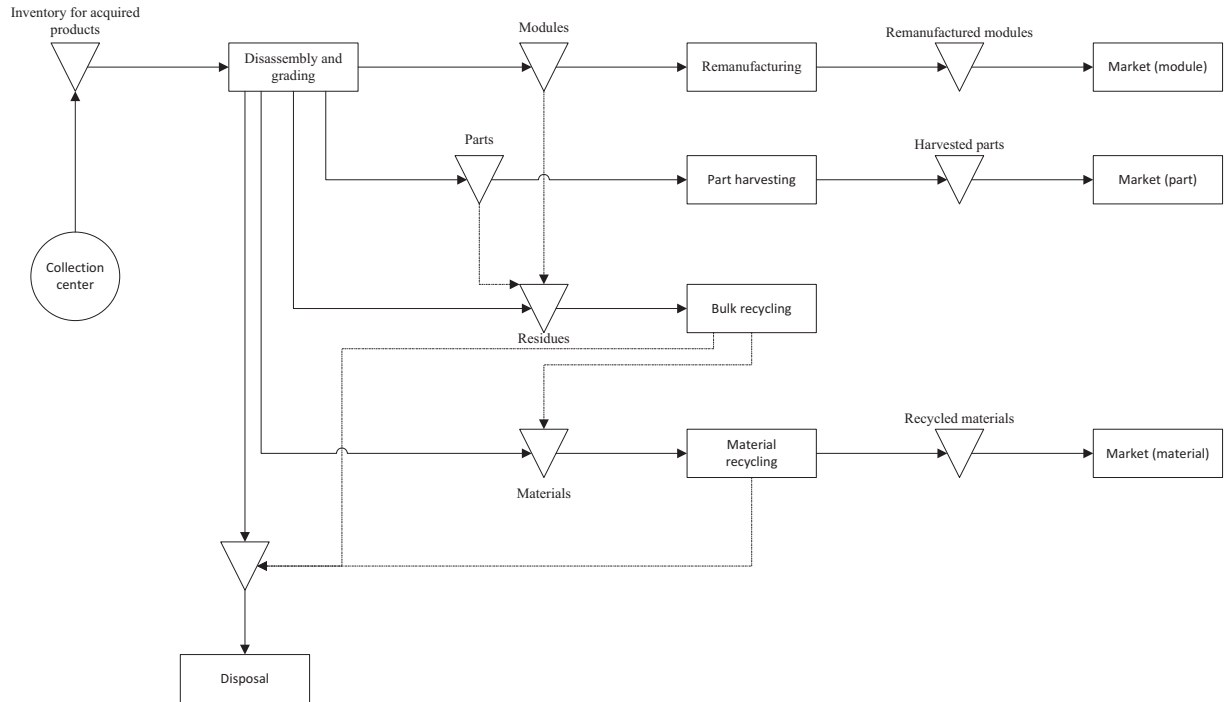 Inventory for acquired
products
Modules
Remanufactured modules
Disassembly and
grading
Remanufacturing
Market (module)
Parts
Harvested parts
Part harvesting
Market (part)
Collection
center
Bulk recycling
Residues
Recycled materials
Material
recycling
Market (material)
Materials
Disposal